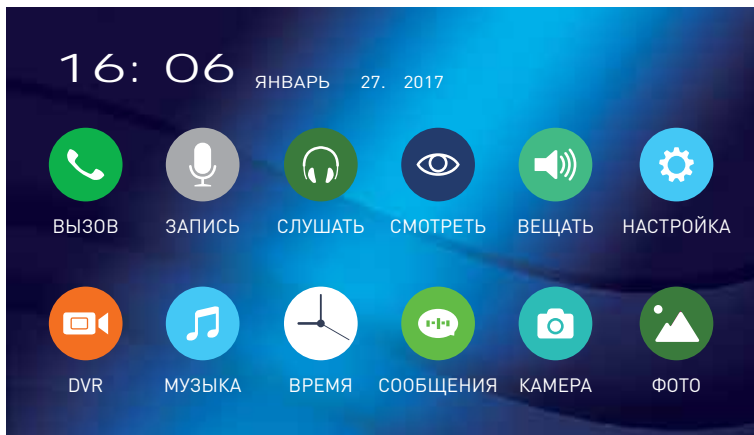 16: 06 ЯНВАРЬ 27. 2017
ВЫЗОВ ЗАПИСЬ СЛУШАТЬ СМОТРЕТЬ ВЕЩАТЬ НАСТРОЙКА
DVR МУЗЫКА ВРЕМЯ СООБЩЕНИЯ КАМЕРА ФОТО